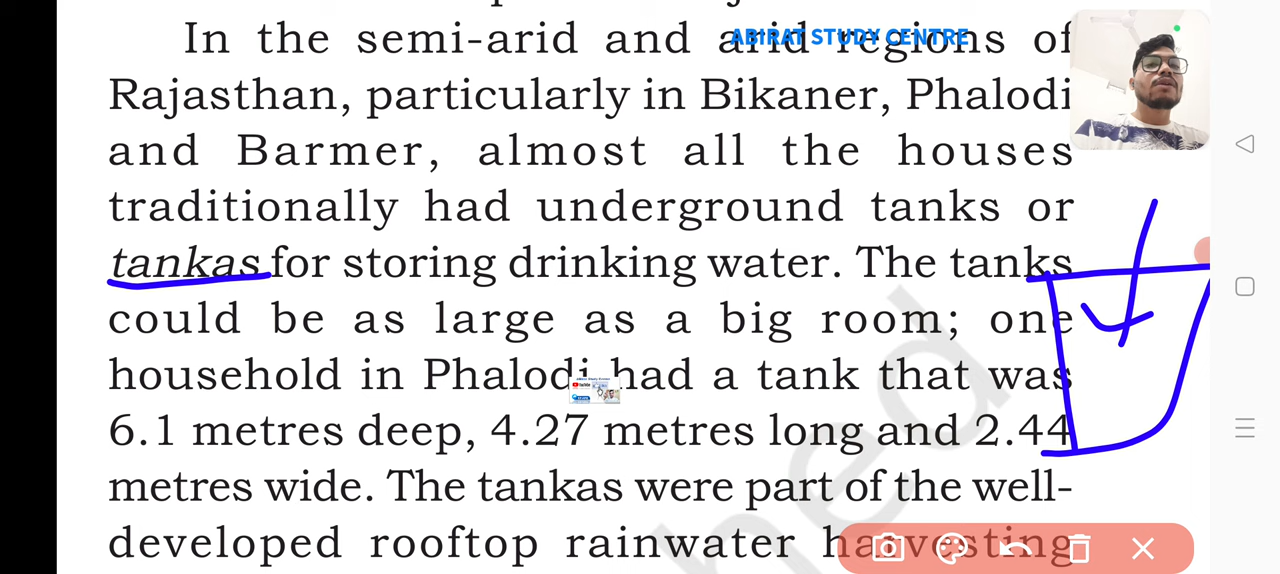 In the semi-arid and arid regions of
ABIRAT STUDY CENTRE
Rajasthan, particularly in Bikaner, Phalodi
and Barmer, almost all the houses
traditionally had underground tanks or
tankas for storing drinking water. The tanks
could be as large as a big room; one
household in Phalodi had a tank that was
6.1 metres deep, 4.27 metres long and 2.44
metres wide. The tankas were part of the well-
developed rooftop rainwater harvesting